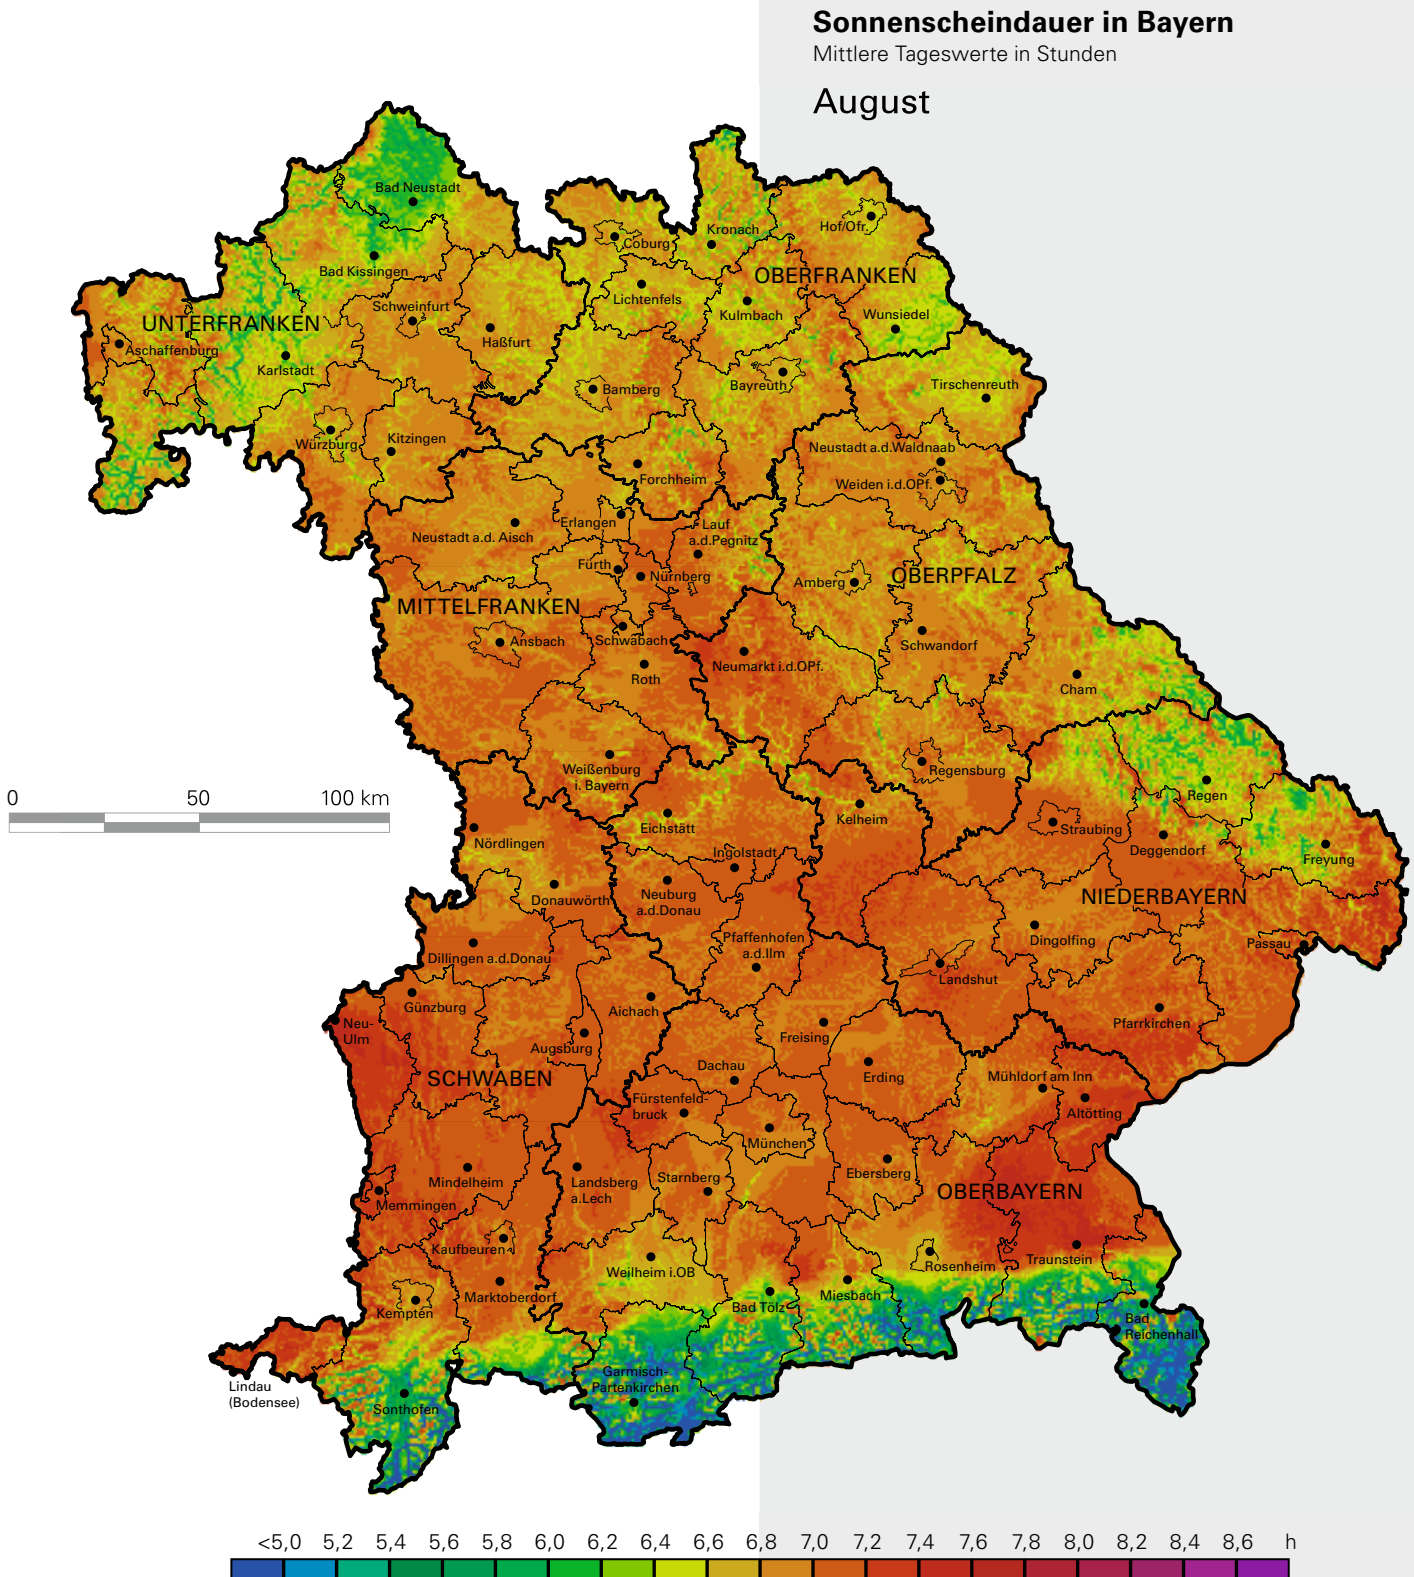 Sonnenscheindauer in Bayern
Mittlere Tageswerte in Stunden
August
Bad Neustadt
Hof/Ofr.
Kronach
Coburg
Bad Kissingen
OBERFRANKEN
Lichtenfels
Schweinfurt
Kulmbach
Wunsiedel
UNTERFRANKEN
Haßfurt
Aschaffenburg
Karlstadt
Bayreuth
Tirschenreuth
Bamberg
Würzburg
Kitzingen
Neustadt a.d.Waldnaab
Forchheim
Weiden i.d.OPf.
Erlangen
Lauf
a.d.Pegnitz
Neustadt a.d. Aisch
Fürth
Nürnberg
Amberg
OBERPFALZ
MITTELFRANKEN
Ansbach
Schwabach
Schwandorf
Neumarkt i.d.OPf.
Roth
Cham
Weißenburg
i. Bayern
Regensburg
0 50 100 km
Regen
Kelheim
Eichstätt
Straubing
Nördlingen
Deggendorf
Ingolstadt
Freyung
Neuburg
a.d.Donau
Donauwörth
NIEDERBAYERN
Pfaffenhofen
a.d.Ilm
Dingolfing
Passau
Dillingen a.d.Donau
Landshut
Günzburg
Aichach
Neu-
Ulm
Pfarrkirchen
Freising
Augsburg
Dachau
SCHWABEN
Erding
Mühldorf am Inn
Fürstenfeld-
bruck
Altötting
München
Mindelheim
Landsberg
a.Lech
Starnberg
Ebersberg
OBERBAYERN
Memmingen
Kaufbeuren
Traunstein
Rosenheim
Weilheim i.OB
Marktoberdorf
Miesbach
Bad Tölz
Kempten
Bad
Reichenhall
Garmisch-
Partenkirchen
Lindau
(Bodensee)
Sonthofen
<5,0 5,2 5,4 5,6 5,8 6,0 6,2 6,4 6,6 6,8 7,0 7,2 7,4 7,6 7,8 8,0 8,2 8,4 8,6 h